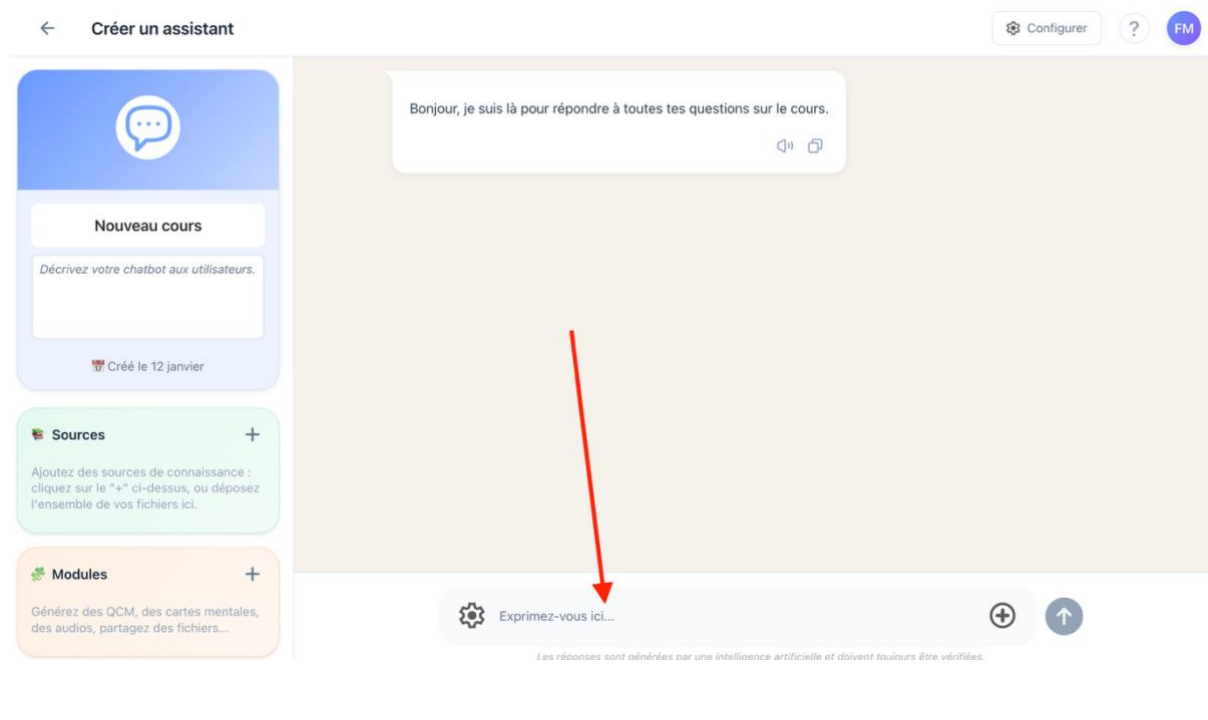 Créer un assistant
Configurer
?
FM
Nouveau cours
Décrivez votre chatbot aux utilisateurs.
Créé le 12 janvier
Sources
Ajoutez des sources de connaissance :
cliquez sur le "+" ci-dessus, ou déposez
l'ensemble de vos fichiers ici.
Modules
Générez des QCM, des cartes mentales,
des audios, partagez des fichiers...
Bonjour, je suis là pour répondre à toutes tes questions sur le cours.
Exprimez-vous ici...
Les réponses sont générées par une intelligence artificielle et doivent toujours être vérifiées.